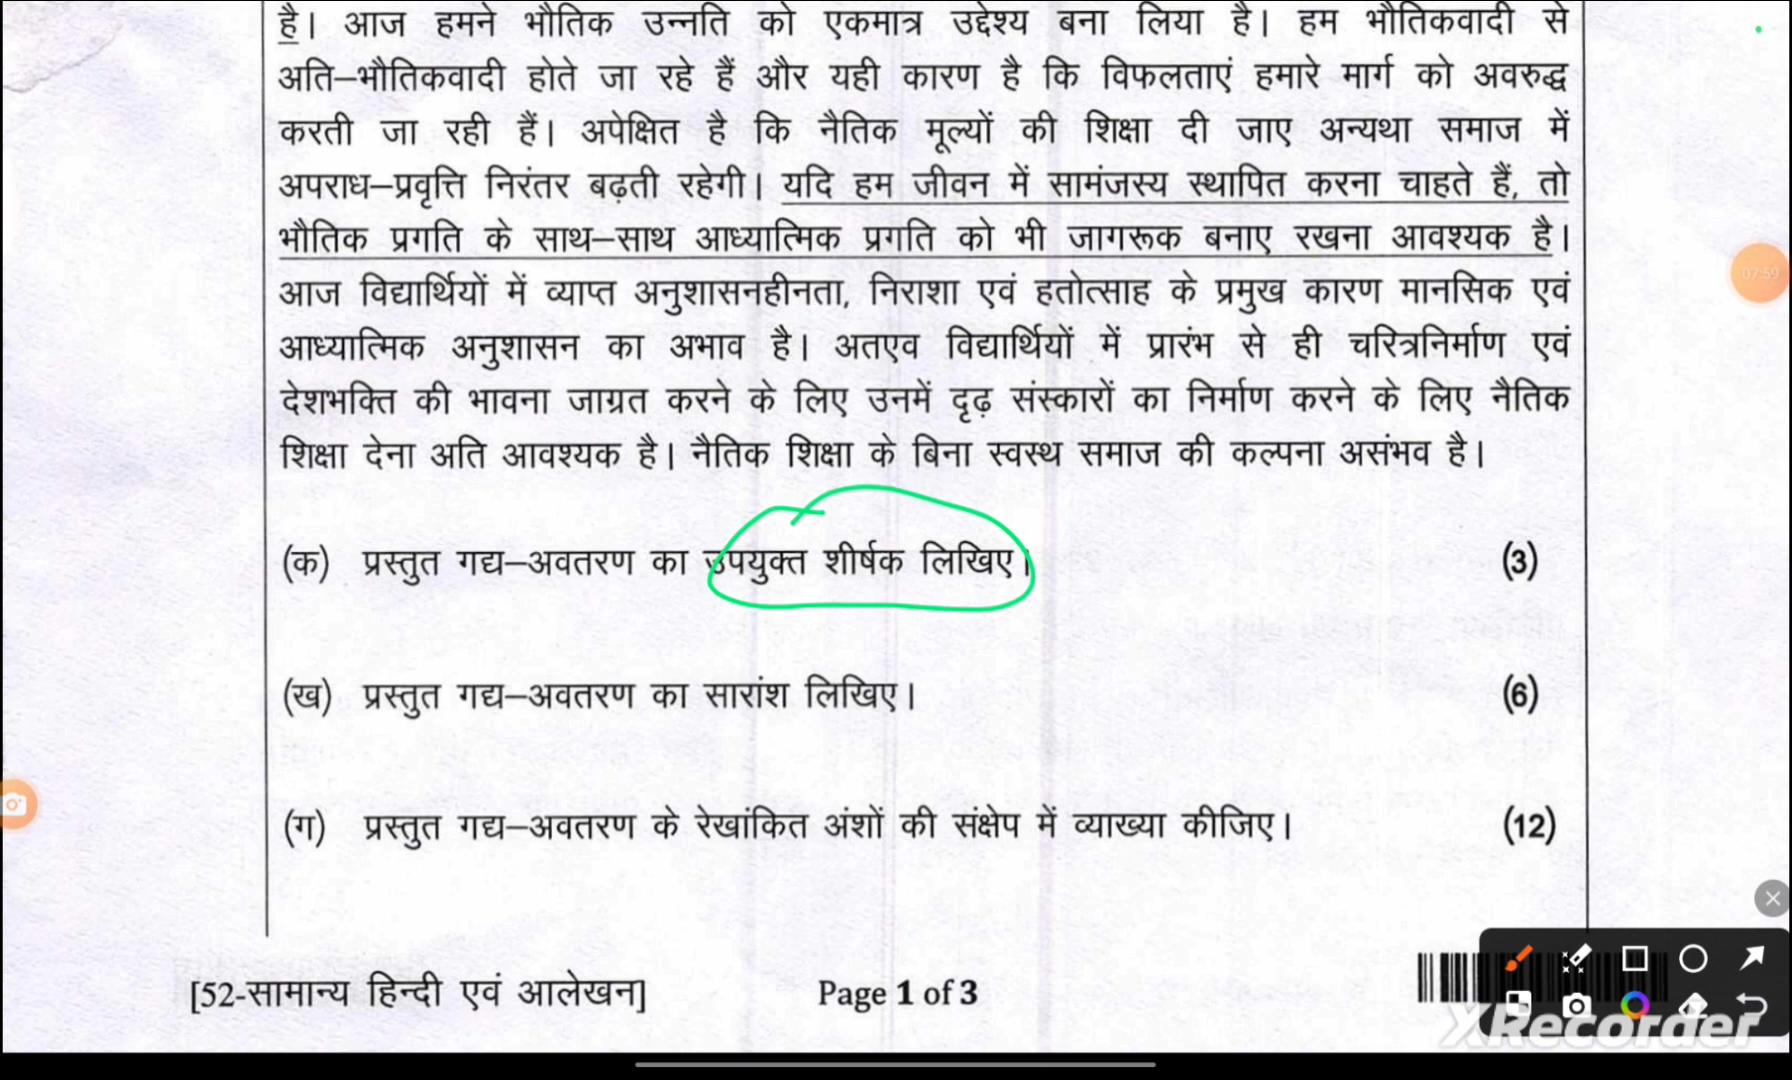 है। आज हमने भौतिक उन्नति को एकमात्र उद्देश्य बना लिया है। हम भौतिकवादी से
अति–भौतिकवादी होते जा रहे हैं और यही कारण है कि विफलताएं हमारे मार्ग को अवरुद्ध
करती जा रही हैं। अपेक्षित है कि नैतिक मूल्यों की शिक्षा दी जाए अन्यथा समाज में
अपराध–प्रवृत्ति निरंतर बढ़ती रहेगी। यदि हम जीवन में सामंजस्य स्थापित करना चाहते हैं, तो
भौतिक प्रगति के साथ–साथ आध्यात्मिक प्रगति को भी जागरूक बनाए रखना आवश्यक है।
आज विद्यार्थियों में व्याप्त अनुशासनहीनता, निराशा एवं हतोत्साह के प्रमुख कारण मानसिक एवं
आध्यात्मिक अनुशासन का अभाव है। अतएव विद्यार्थियों में प्रारंभ से ही चरित्रनिर्माण एवं
देशभक्ति की भावना जाग्रत करने के लिए उनमें दृढ़ संस्कारों का निर्माण करने के लिए नैतिक
शिक्षा देना अति आवश्यक है। नैतिक शिक्षा के बिना स्वस्थ समाज की कल्पना असंभव है।
(क) प्रस्तुत गद्य–अवतरण का उपयुक्त शीर्षक लिखिए। (3)
(ख) प्रस्तुत गद्य–अवतरण का सारांश लिखिए। (6)
(ग) प्रस्तुत गद्य–अवतरण के रेखांकित अंशों की संक्षेप में व्याख्या कीजिए। (12)
[52-सामान्य हिन्दी एवं आलेखन] Page 1 of 3
XRecorder
07:59